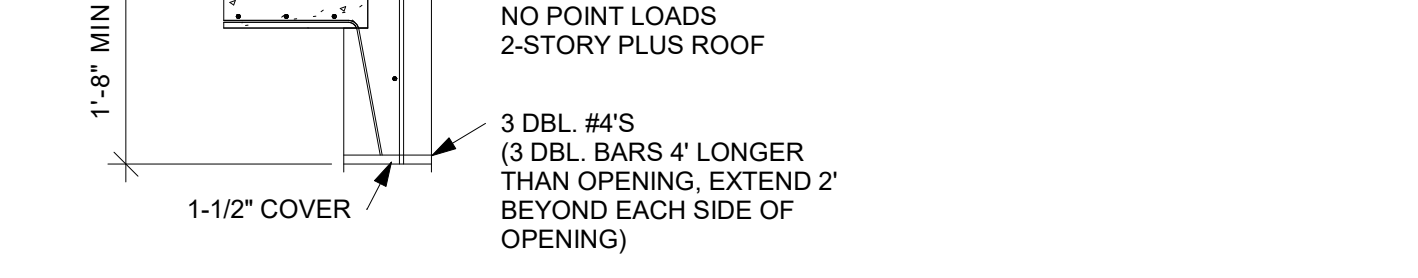 1'-8" MIN
NO POINT LOADS
2-STORY PLUS ROOF
3 DBL. #4'S
(3 DBL. BARS 4' LONGER
THAN OPENING, EXTEND 2'
BEYOND EACH SIDE OF
OPENING)
1-1/2" COVER